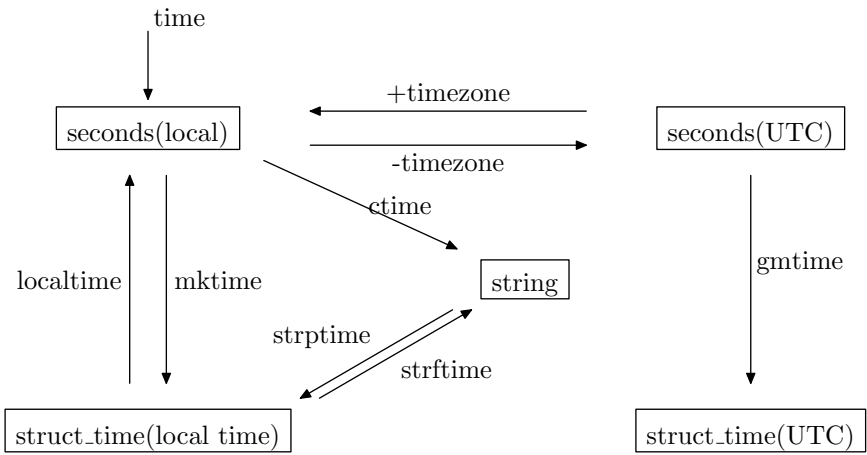 time
+timezone
seconds(local)
seconds(UTC)
-timezone
ctime
localtime
mktime
string
gmtime
strptime
strftime
struct_time(local time)
struct_time(UTC)